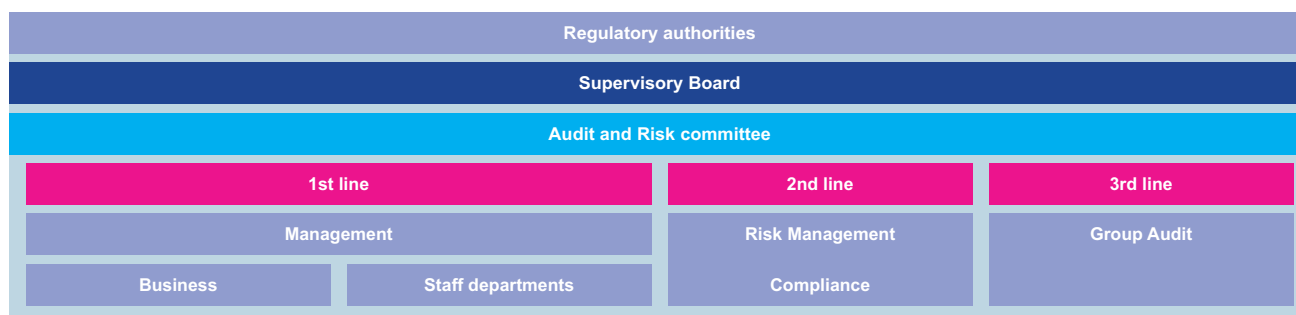 Regulatory authorities
Supervisory Board
Audit and Risk committee
1st line
2nd line
3rd line
Management
Risk Management
Group Audit
Business
Staff departments
Compliance